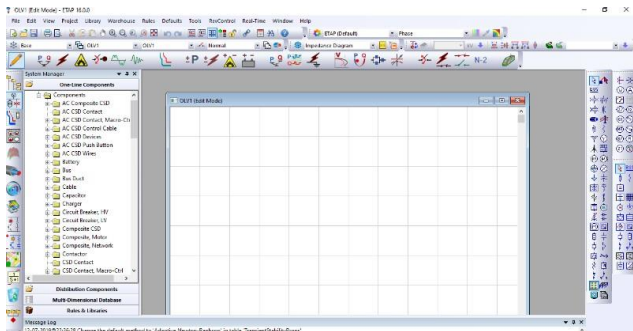 OLV1 (Edit Mode) - ETAP 16.0.0
File Edit View Project Library Warehouse Rules Defaults Tools RevControl Real-Time Window Help
ETAP (Default) Phase
Base OLV1 OLV1 Normal Impedance Diagram
N-2
System Manager
One-Line Components
OLV1 (Edit Mode)
Components
AC Composite CSD
AC CSD Contact
AC CSD Contact, Macro-Ctrl
AC CSD Control Cable
AC CSD Devices
AC CSD Push Button
AC CSD Wires
Battery
Bus
Bus Duct
Cable
Capacitor
Charger
Circuit Breaker, HV
Circuit Breaker, LV
Composite CSD
Composite, Motor
Composite, Network
Contactor
CSD Contact
CSD Contact, Macro-Ctrl
Distribution Components
Multi-Dimensional Database
Rules & Libraries
Message Log